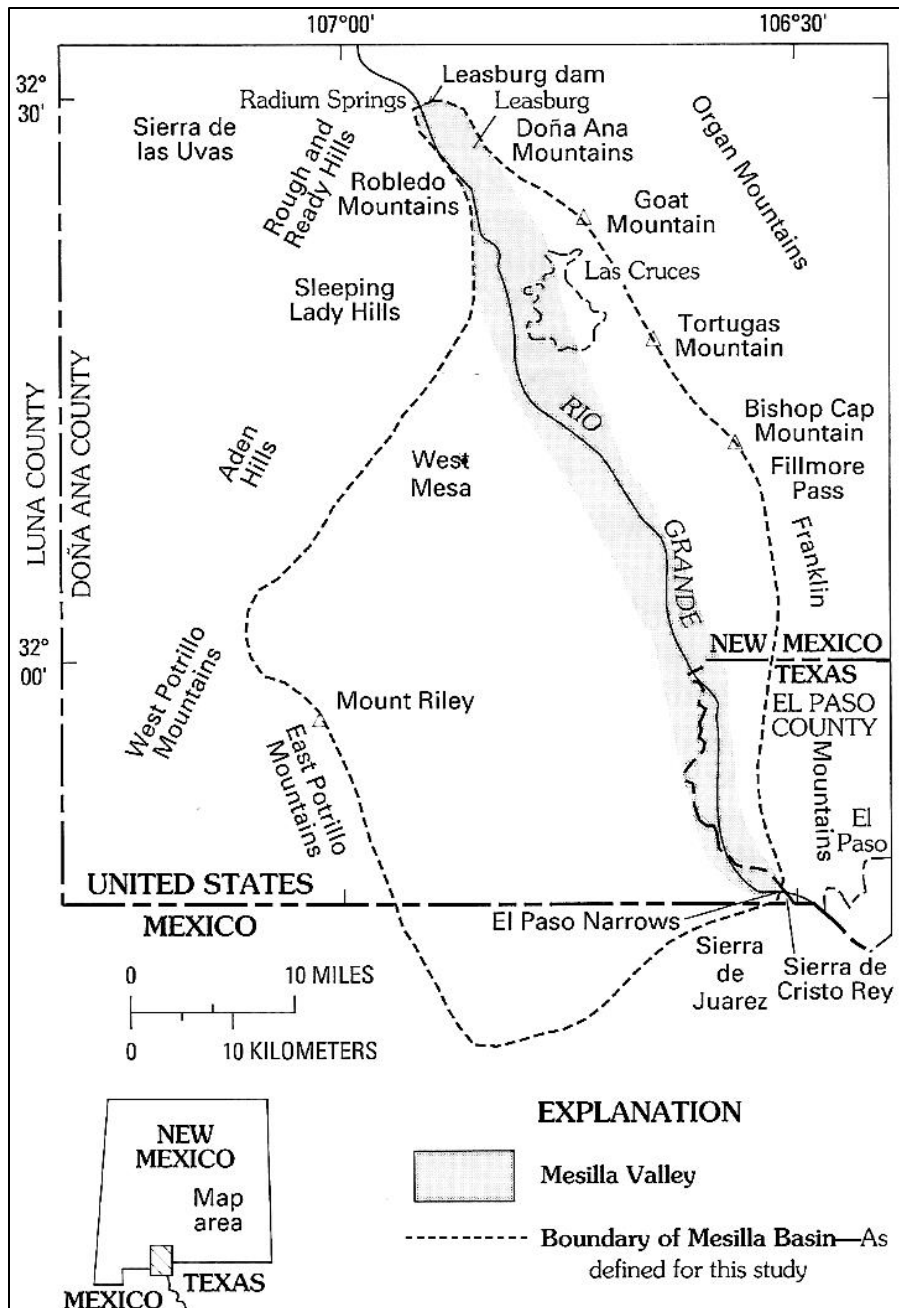 107°00'
106°30'
32°
30'
Leasburg dam
Radium Springs
Leasburg
Sierra de
las Uvas
Rough and
Ready Hills
Doña Ana
Mountains
Organ Mountains
Robledo
Mountains
Goat
Mountain
Sleeping
Lady Hills
Las Cruces
Tortugas
Mountain
LUNA COUNTY
DOÑA ANA COUNTY
Aden
Hills
West
Mesa
RIO
GRANDE
Bishop Cap
Mountain
Fillmore
Pass
Franklin
Mountains
32°
00'
NEW MEXICO
TEXAS
EL PASO
COUNTY
West Potrillo
Mountains
Mount Riley
East Potrillo
Mountains
El
Paso
UNITED STATES
MEXICO
El Paso Narrows
Sierra
de
Juarez
Sierra de
Cristo Rey
0 10 MILES
0 10 KILOMETERS
NEW
MEXICO
Map
area
TEXAS
MEXICO
EXPLANATION
Mesilla Valley
Boundary of Mesilla Basin—As
defined for this study